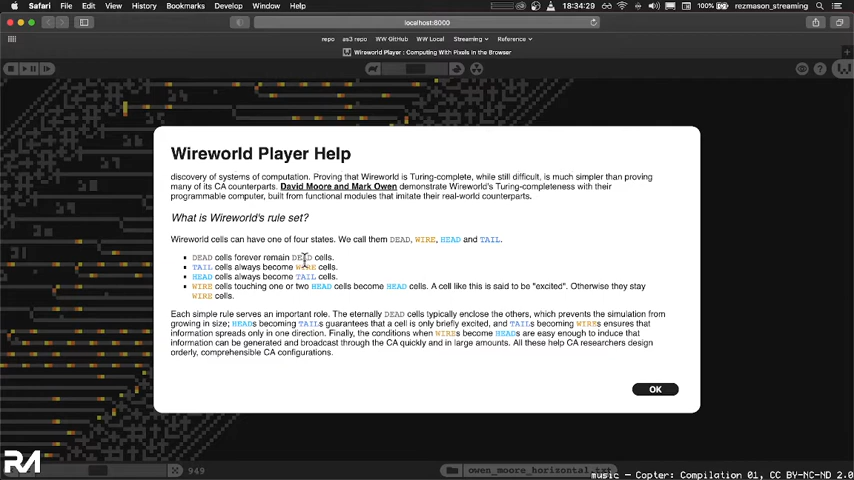 Safari File Edit View History Bookmarks Develop Window Help 100% 18:34:29 rezmason_streaming
localhost:8000
repo as3 repo WW GitHub WW Local Streaming Reference
Wireworld Player : Computing With Pixels In the Browser
Wireworld Player Help
discovery of systems of computation. Proving that Wireworld is Turing-complete, while still difficult, is much simpler than proving
many of its CA counterparts. David Moore and Mark Owen demonstrate Wireworld's Turing-completeness with their
programmable computer, built from functional modules that imitate their real-world counterparts.
What is Wireworld's rule set?
Wireworld cells can have one of four states. We call them DEAD, WIRE, HEAD and TAIL.
DEAD cells forever remain DEAD cells.
TAIL cells always become WIRE cells.
HEAD cells always become TAIL cells.
WIRE cells touching one or two HEAD cells become HEAD cells. A cell like this is said to be "excited". Otherwise they stay
WIRE cells.
Each simple rule serves an important role. The eternally DEAD cells typically enclose the others, which prevents the simulation from
growing in size; HEADs becoming TAILs guarantees that a cell is only briefly excited, and TAILs becoming WIREs ensures that
information spreads only in one direction. Finally, the conditions when WIREs become HEADs are easy enough to induce that
information can be generated and broadcast through the CA quickly and in large amounts. All these help CA researchers design
orderly, comprehensible CA configurations.
OK
RM
949
owen_moore_horizontal.txt
music - Copter: Compilation 01, CC BY-NC-ND 2.0